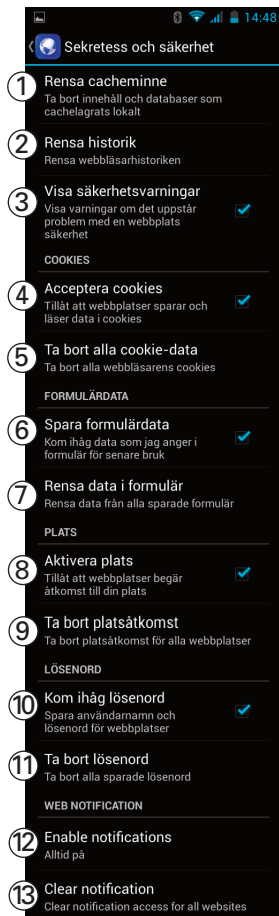 14:48
Sekretess och säkerhet
1 Rensa cacheminne
Ta bort innehåll och databaser som
cachelagrats lokalt
2 Rensa historik
Rensa webbläsarhistoriken
3 Visa säkerhetsvarningar
Visa varningar om det uppstår
problem med en webbplats
säkerhet
COOKIES
4 Acceptera cookies
Tillåt att webbplatser sparar och
läser data i cookies
5 Ta bort alla cookie-data
Ta bort alla webbläsarens cookies
FORMULÄRDATA
6 Spara formulärdata
Kom ihåg data som jag anger i
formulär för senare bruk
7 Rensa data i formulär
Rensa data från alla sparade formulär
PLATS
8 Aktivera plats
Tillåt att webbplatser begär
åtkomst till din plats
9 Ta bort platsåtkomst
Ta bort platsåtkomst för alla webbplatser
LÖSENORD
10 Kom ihåg lösenord
Spara användarnamn och
lösenord för webbplatser
11 Ta bort lösenord
Ta bort alla sparade lösenord
WEB NOTIFICATION
12 Enable notifications
Alltid på
13 Clear notification
Clear notification access for all websites